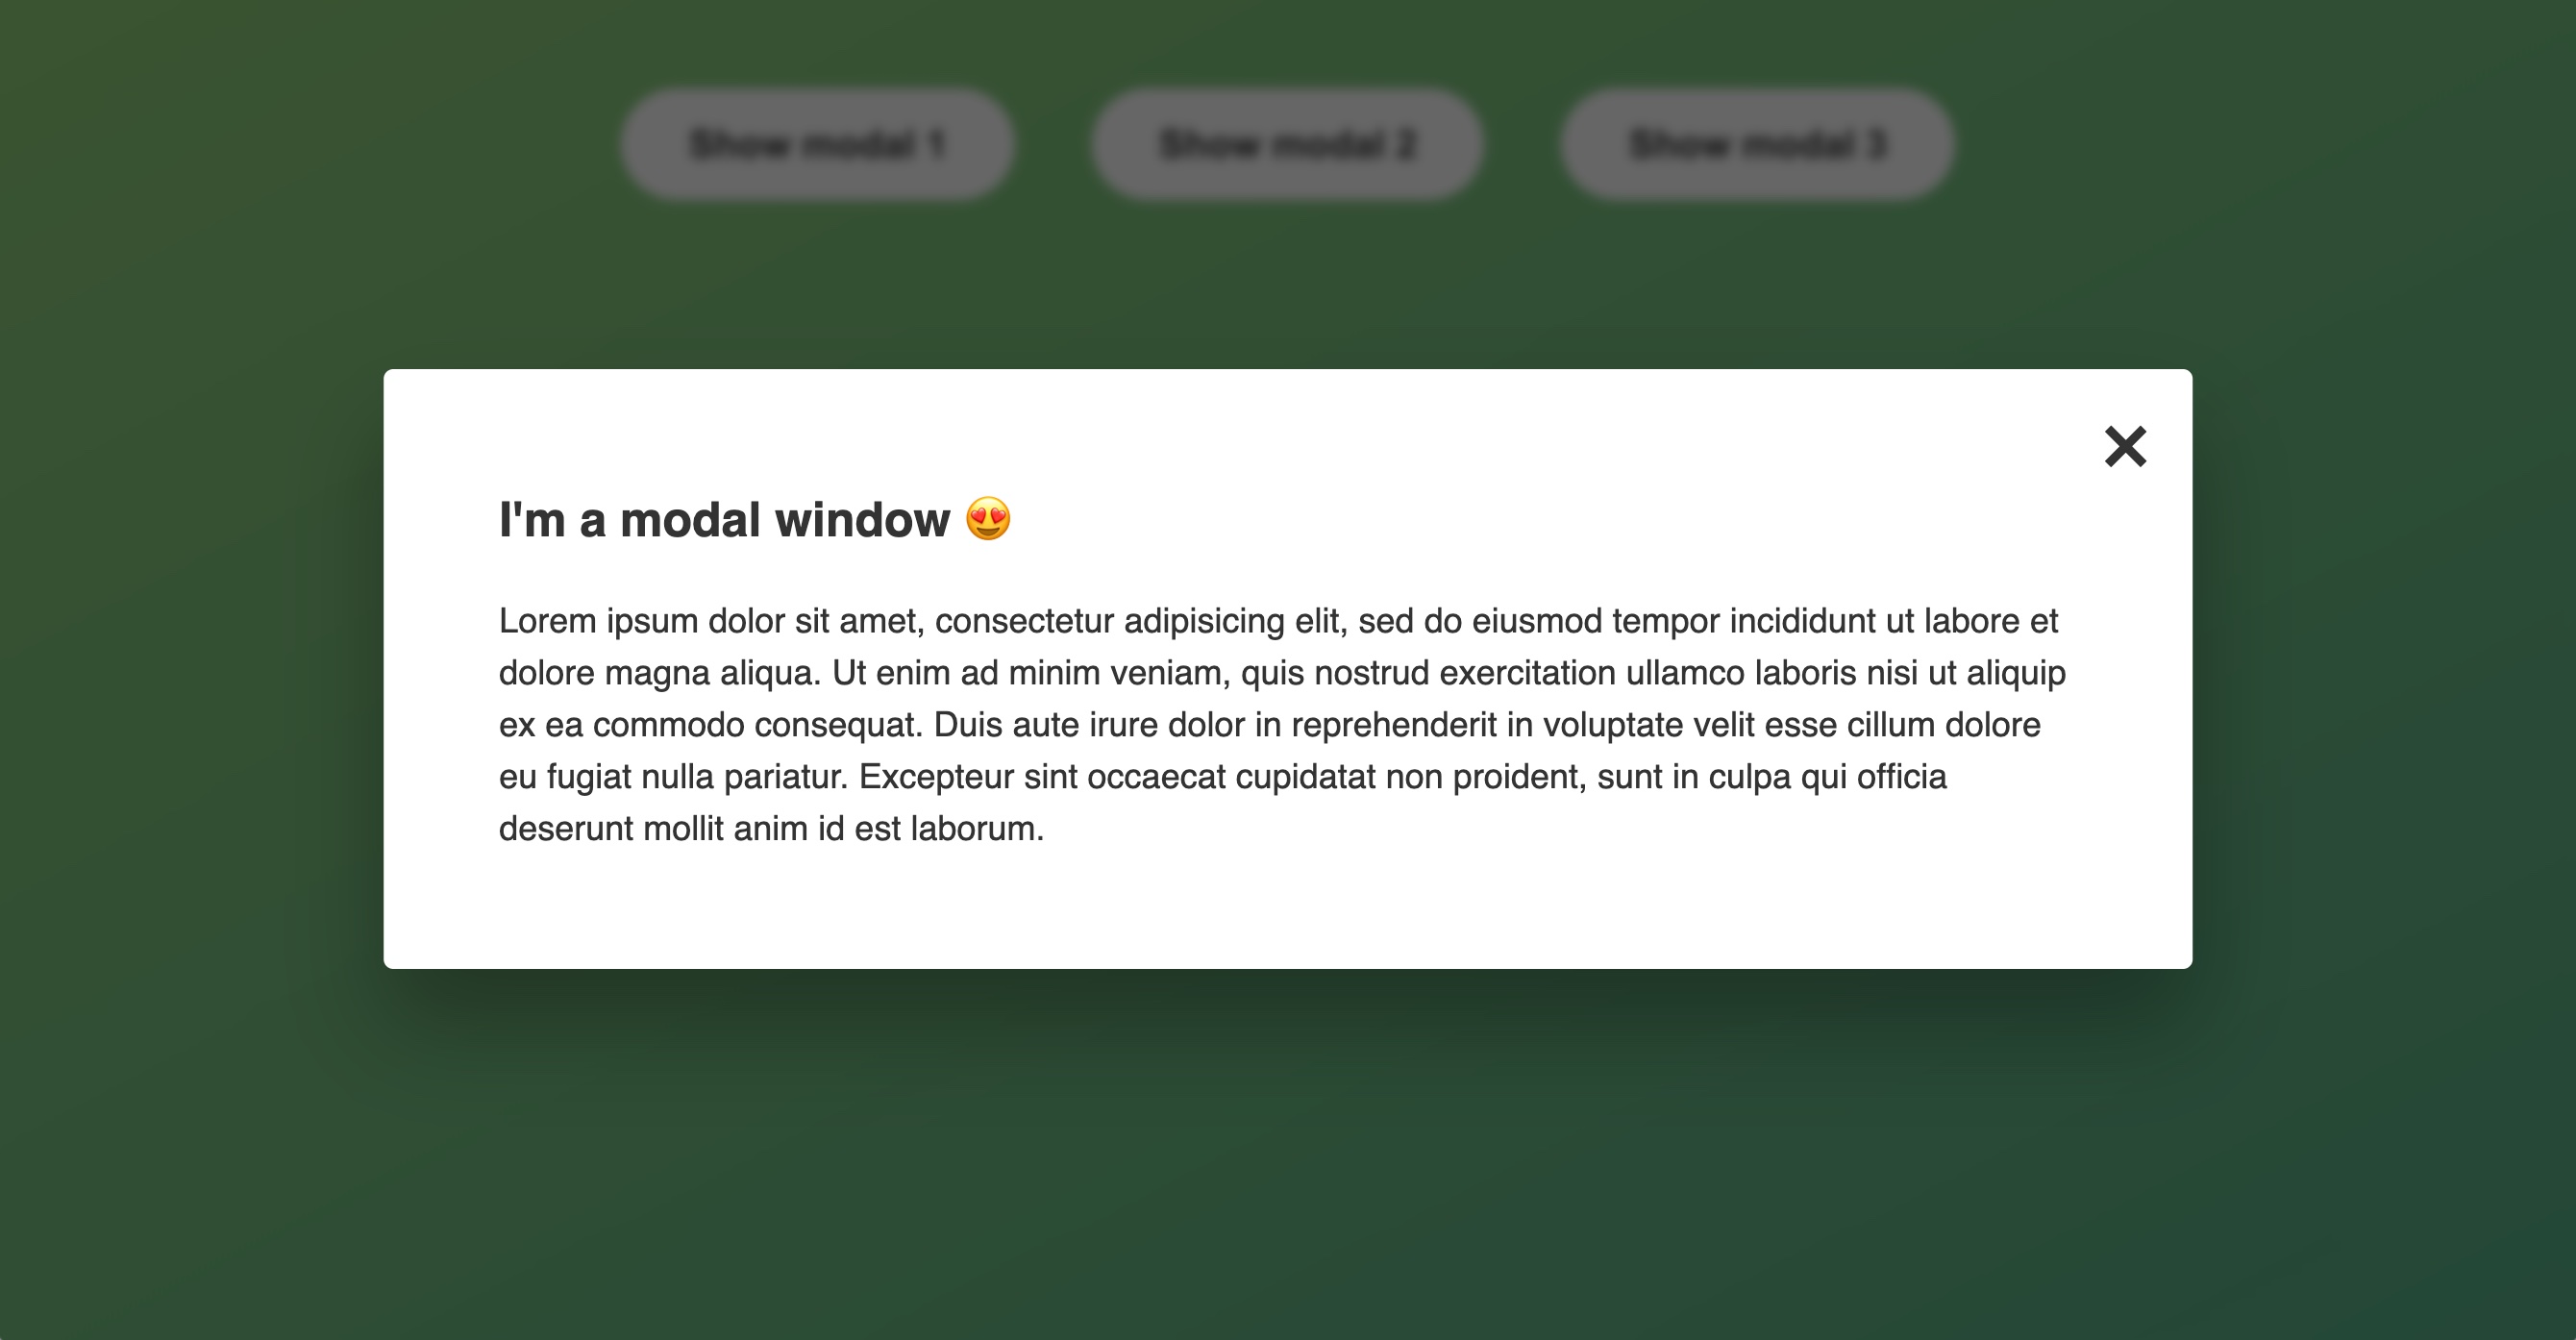 Show modal 1 Show modal 2 Show modal 3
I'm a modal window 😍
Lorem ipsum dolor sit amet, consectetur adipisicing elit, sed do eiusmod tempor incididunt ut labore et
dolore magna aliqua. Ut enim ad minim veniam, quis nostrud exercitation ullamco laboris nisi ut aliquip
ex ea commodo consequat. Duis aute irure dolor in reprehenderit in voluptate velit esse cillum dolore
eu fugiat nulla pariatur. Excepteur sint occaecat cupidatat non proident, sunt in culpa qui officia
deserunt mollit anim id est laborum.